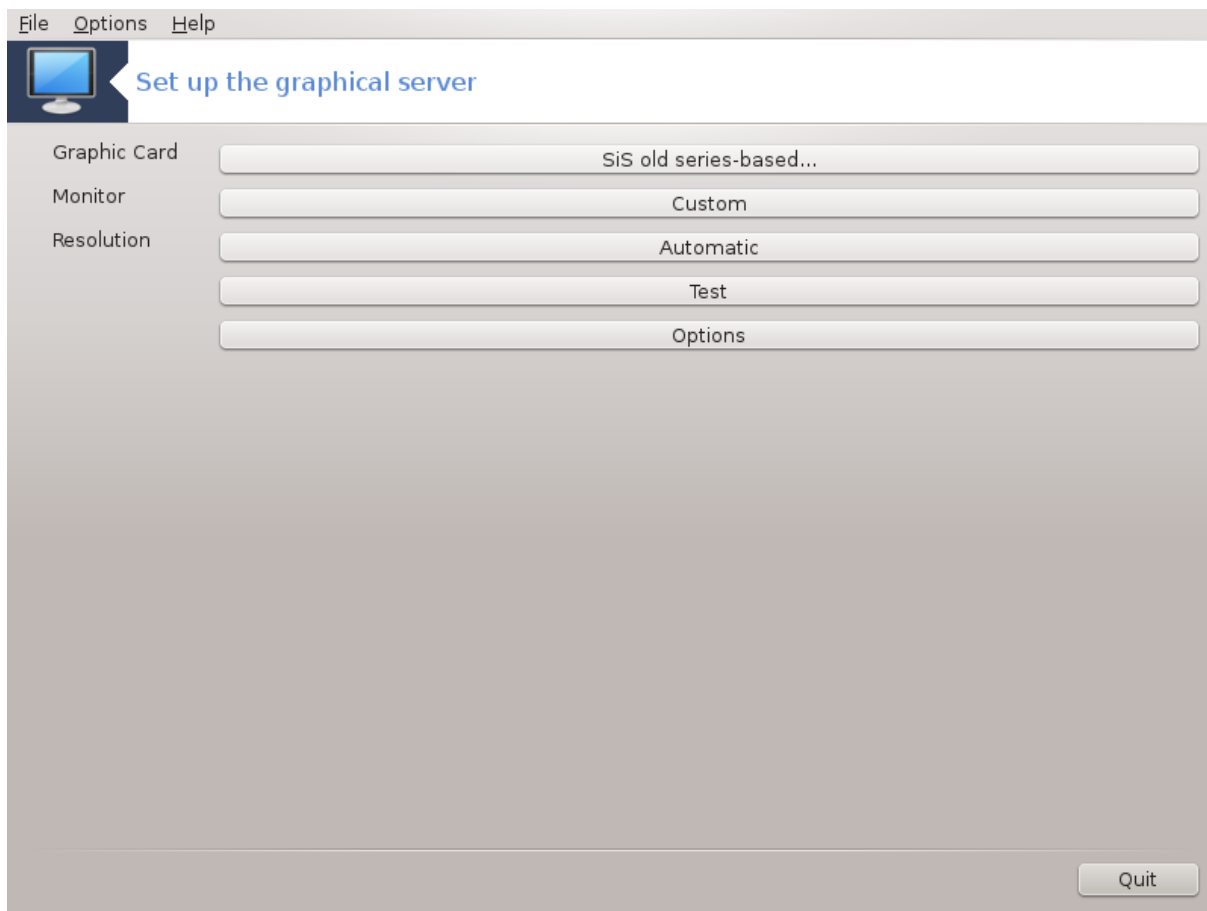 File Options Help
Set up the graphical server
Graphic Card SiS old series-based...
Monitor Custom
Resolution Automatic
Test
Options
Quit